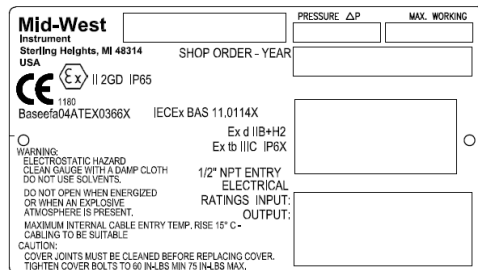 Mid-West
Instrument
Sterling Heights, MI 48314
USA
PRESSURE △P
MAX. WORKING
SHOP ORDER - YEAR
CE Ex II 2GD IP65
1180
Baseefa04ATEX0366X IECEx BAS 11.0114X
Ex d IIB+H2
Ex tb IIIC IP6X
WARNING:
ELECTROSTATIC HAZARD
CLEAN GAUGE WITH A DAMP CLOTH
DO NOT USE SOLVENTS.
DO NOT OPEN WHEN ENERGIZED
OR WHEN AN EXPLOSIVE
ATMOSPHERE IS PRESENT.
MAXIMUM INTERNAL CABLE ENTRY TEMP. RISE 15° C -
CABLING TO BE SUITABLE
1/2" NPT ENTRY
ELECTRICAL
RATINGS INPUT:
OUTPUT:
CAUTION:
COVER JOINTS MUST BE CLEANED BEFORE REPLACING COVER.
TIGHTEN COVER BOLTS TO 60 IN-LBS MIN 75 IN-LBS MAX.